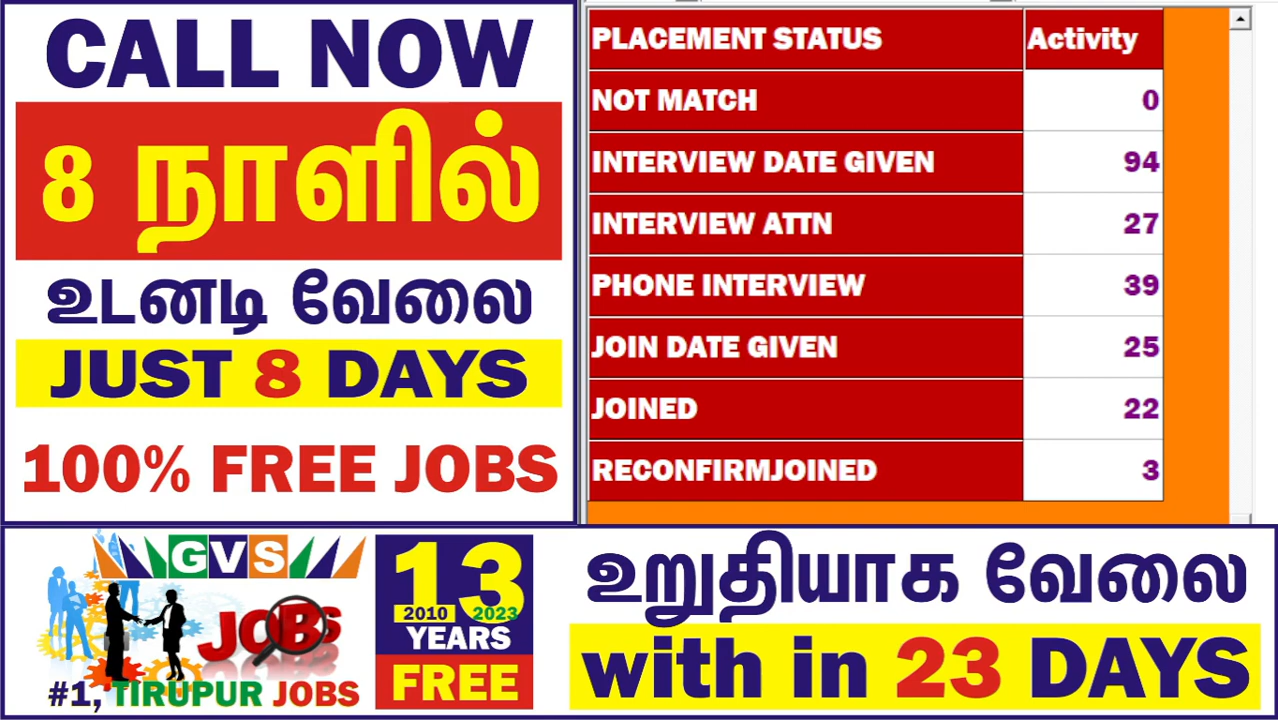 CALL NOW
8 நாளில்
உடனடி வேலை
JUST 8 DAYS
100% FREE JOBS
PLACEMENT STATUS Activity
NOT MATCH 0
INTERVIEW DATE GIVEN 94
INTERVIEW ATTN 27
PHONE INTERVIEW 39
JOIN DATE GIVEN 25
JOINED 22
RECONFIRMJOINED 3
GVS
JOBS
#1, TIRUPUR JOBS
13
2010 2023
YEARS
FREE
உறுதியாக வேலை
with in 23 DAYS